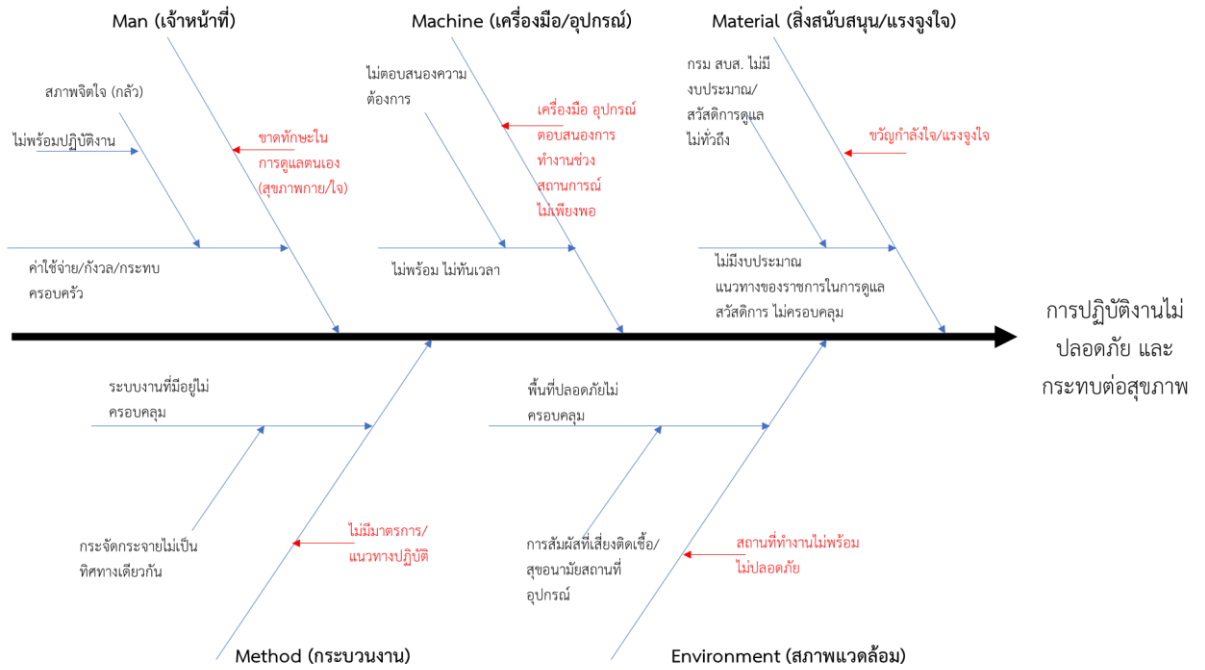 Man (เจ้าหน้าที่)
Machine (เครื่องมือ/อุปกรณ์)
Material (สิ่งสนับสนุน/แรงจูงใจ)
สภาพจิตใจ (กลัว)
ไม่พร้อมปฏิบัติงาน
ขาดทักษะใน
การดูแลตนเอง
(สุขภาพกาย/ใจ)
ค่าใช้จ่าย/กังวล/กระทบ
ครอบครัว
ไม่ตอบสนองความ
ต้องการ
เครื่องมือ อุปกรณ์
ตอบสนองการ
ทำงานช่วง
สถานการณ์
ไม่เพียงพอ
ไม่พร้อม ไม่ทันเวลา
กรม สบส. ไม่มี
งบประมาณ/
สวัสดิการดูแล
ไม่ทั่วถึง
ขวัญกำลังใจ/แรงจูงใจ
ไม่มีงบประมาณ
แนวทางของราชการในการดูแล
สวัสดิการ ไม่ครอบคลุม
การปฏิบัติงานไม่
ปลอดภัย และ
กระทบต่อสุขภาพ
ระบบงานที่มีอยู่ไม่
ครอบคลุม
กระจัดกระจายไม่เป็น
ทิศทางเดียวกัน
ไม่มีมาตรการ/
แนวทางปฏิบัติ
พื้นที่ปลอดภัยไม่
ครอบคลุม
การสัมผัสที่เสี่ยงติดเชื้อ/
สุขอนามัยสถานที่
อุปกรณ์
สถานที่ทำงานไม่พร้อม
ไม่ปลอดภัย
Method (กระบวนงาน)
Environment (สภาพแวดล้อม)